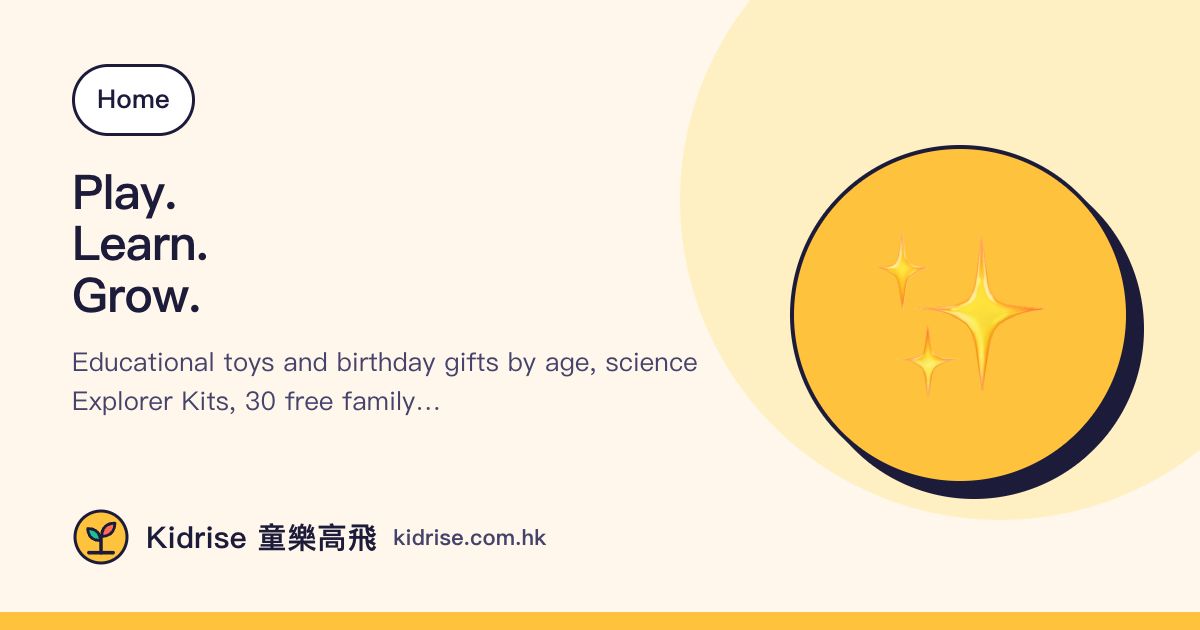 Home
Play.
Learn.
Grow.
Educational toys and birthday gifts by age, science
Explorer Kits, 30 free family…
Kidrise 童樂高飛 kidrise.com.hk